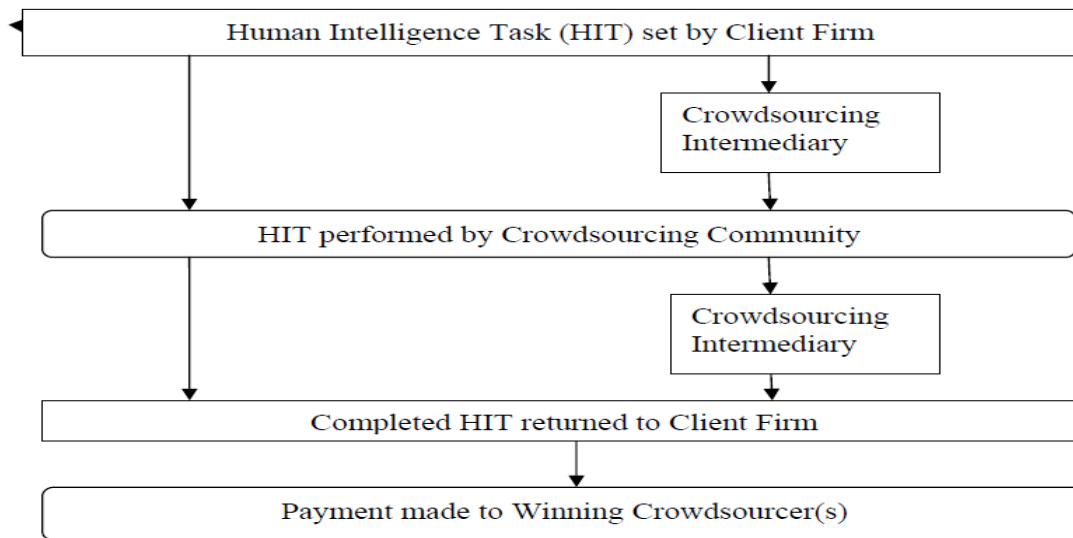 Human Intelligence Task (HIT) set by Client Firm
Crowdsourcing
Intermediary
HIT performed by Crowdsourcing Community
Crowdsourcing
Intermediary
Completed HIT returned to Client Firm
Payment made to Winning Crowdsourcer(s)